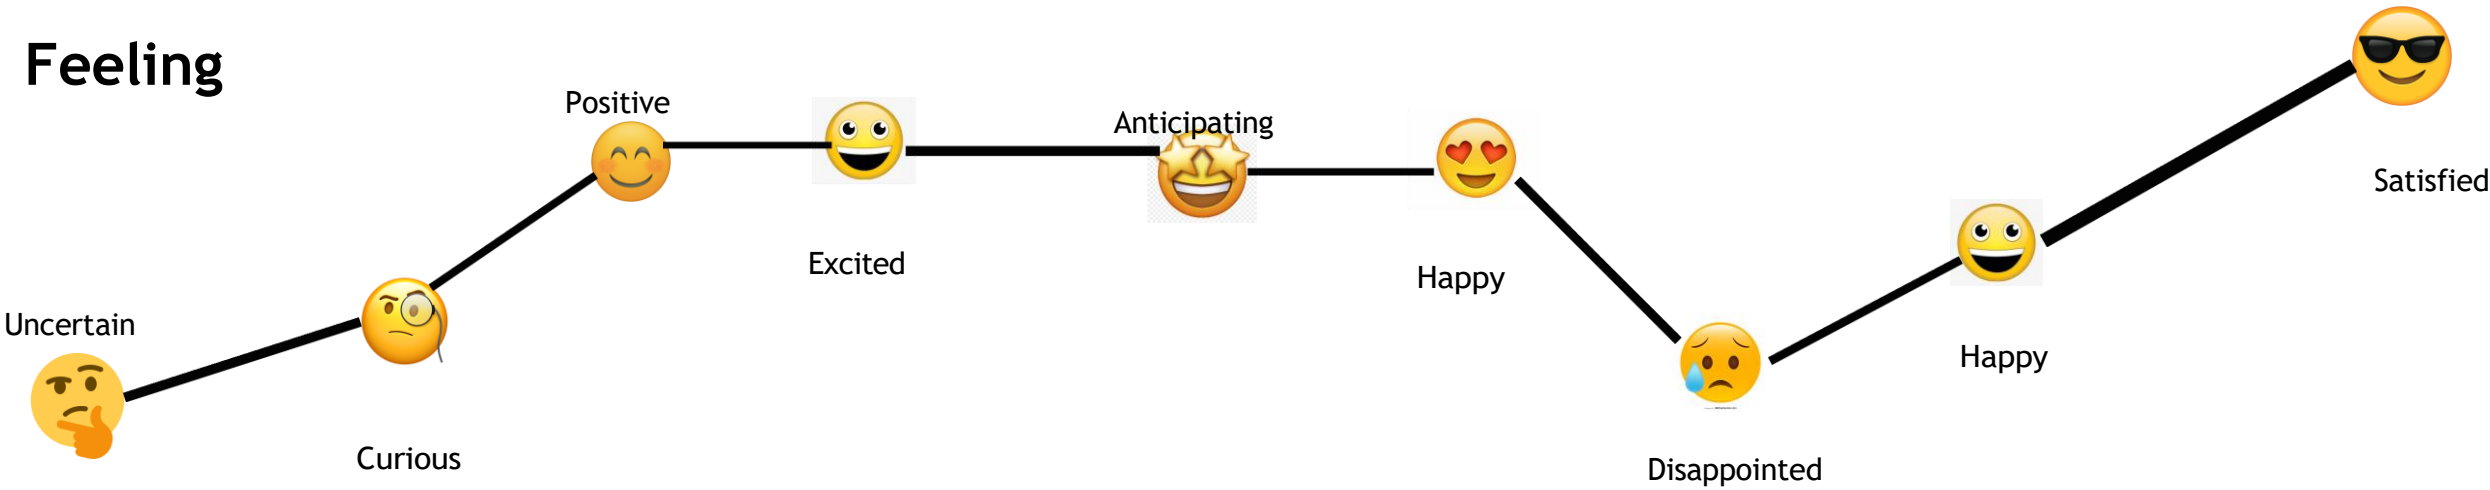 Feeling
Uncertain
Curious
Positive
Excited
Anticipating
Happy
Disappointed
Happy
Satisfied